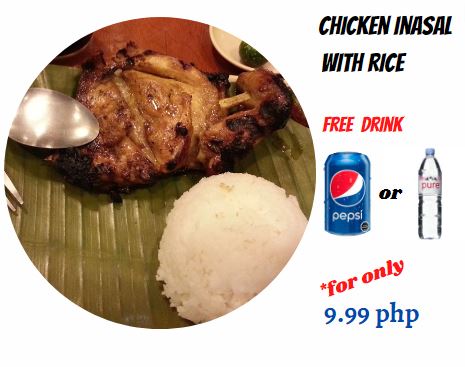 CHICKEN INASAL
WITH RICE
FREE DRINK
pepsi
or
pure
*for only
9.99 php